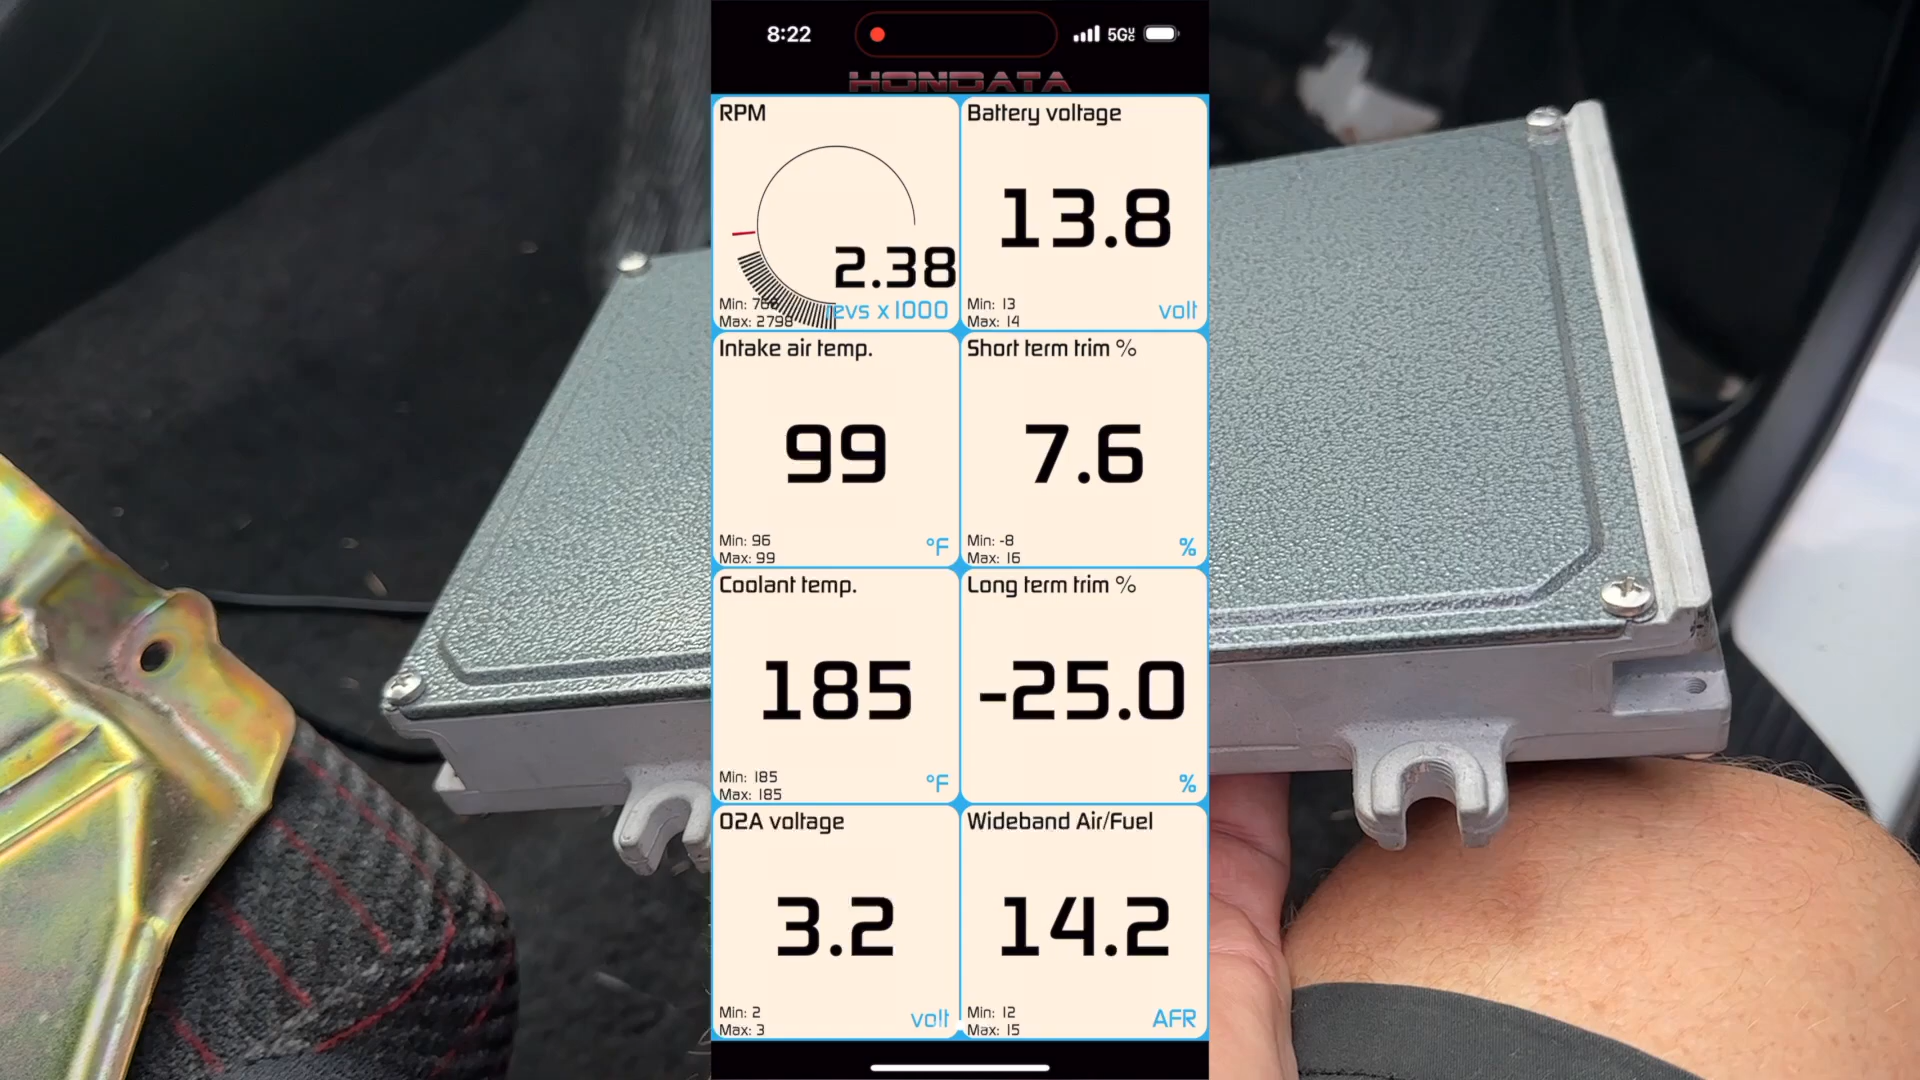 8:22
5G
HONDATA
RPM
2.38
revs x1000
Min:
Max: 2798
Battery voltage
13.8
Min: 13
Max: 14
volt
Intake air temp.
99
Min: 96
Max: 99
°F
Short term trim %
7.6
Min: -8
Max: 16
%
Coolant temp.
185
Min: 185
Max: 185
°F
Long term trim %
-25.0
%
O2A voltage
3.2
Min: 2
Max: 3
volt
Wideband Air/Fuel
14.2
Min: 12
Max: 15
AFR